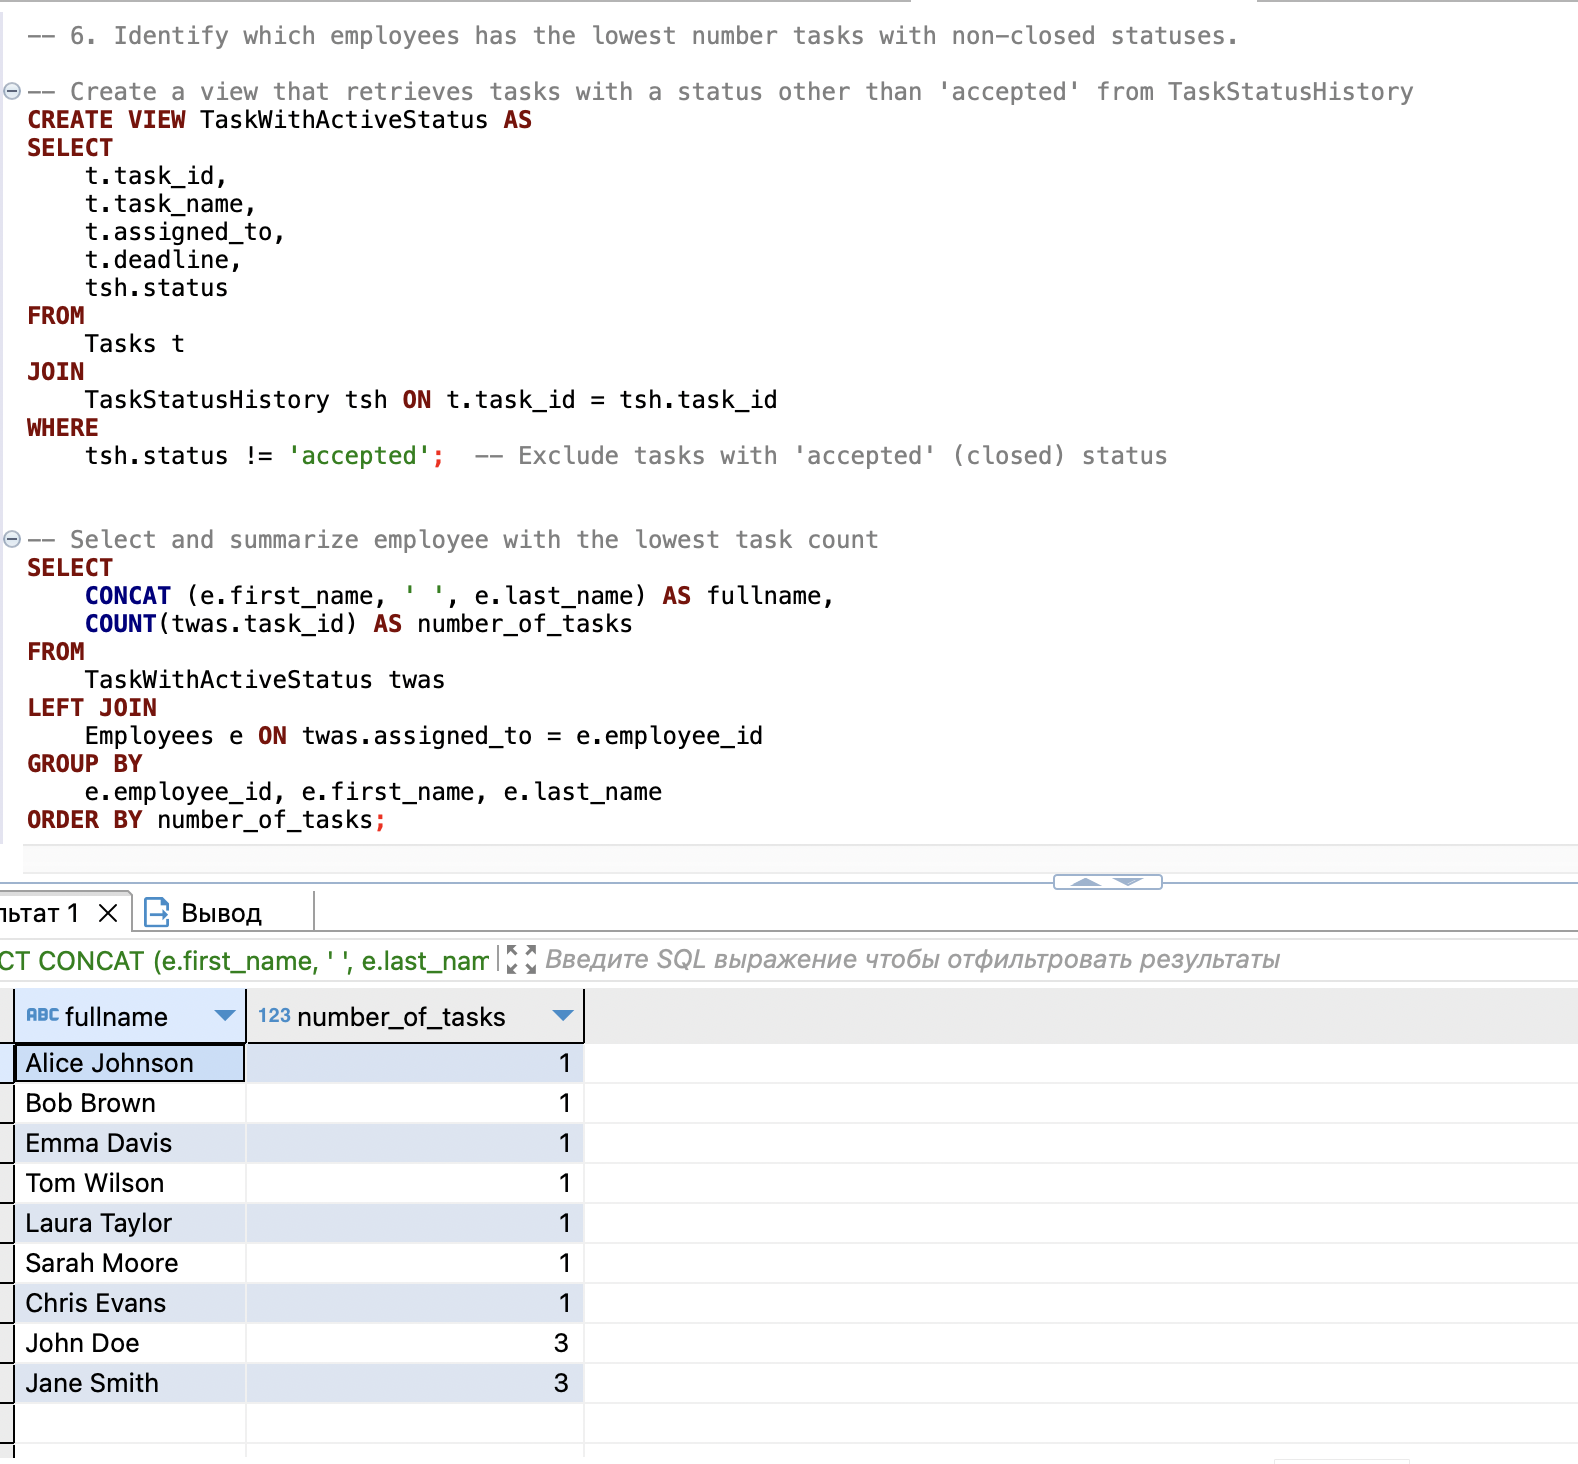 -- 6. Identify which employees has the lowest number tasks with non-closed statuses.
-- Create a view that retrieves tasks with a status other than 'accepted' from TaskStatusHistory
CREATE VIEW TaskWithActiveStatus AS
SELECT
    t.task_id,
    t.task_name,
    t.assigned_to,
    t.deadline,
    tsh.status
FROM
    Tasks t
JOIN
    TaskStatusHistory tsh ON t.task_id = tsh.task_id
WHERE
    tsh.status != 'accepted';  -- Exclude tasks with 'accepted' (closed) status
-- Select and summarize employee with the lowest task count
SELECT
    CONCAT (e.first_name, ' ', e.last_name) AS fullname,
    COUNT(twas.task_id) AS number_of_tasks
FROM
    TaskWithActiveStatus twas
LEFT JOIN
    Employees e ON twas.assigned_to = e.employee_id
GROUP BY
    e.employee_id, e.first_name, e.last_name
ORDER BY number_of_tasks;
льтат 1 Вывод
CT CONCAT (e.first_name, ' ', e.last_nam Введите SQL выражение чтобы отфильтровать результаты
ABC fullname 123 number_of_tasks
Alice Johnson 1
Bob Brown 1
Emma Davis 1
Tom Wilson 1
Laura Taylor 1
Sarah Moore 1
Chris Evans 1
John Doe 3
Jane Smith 3